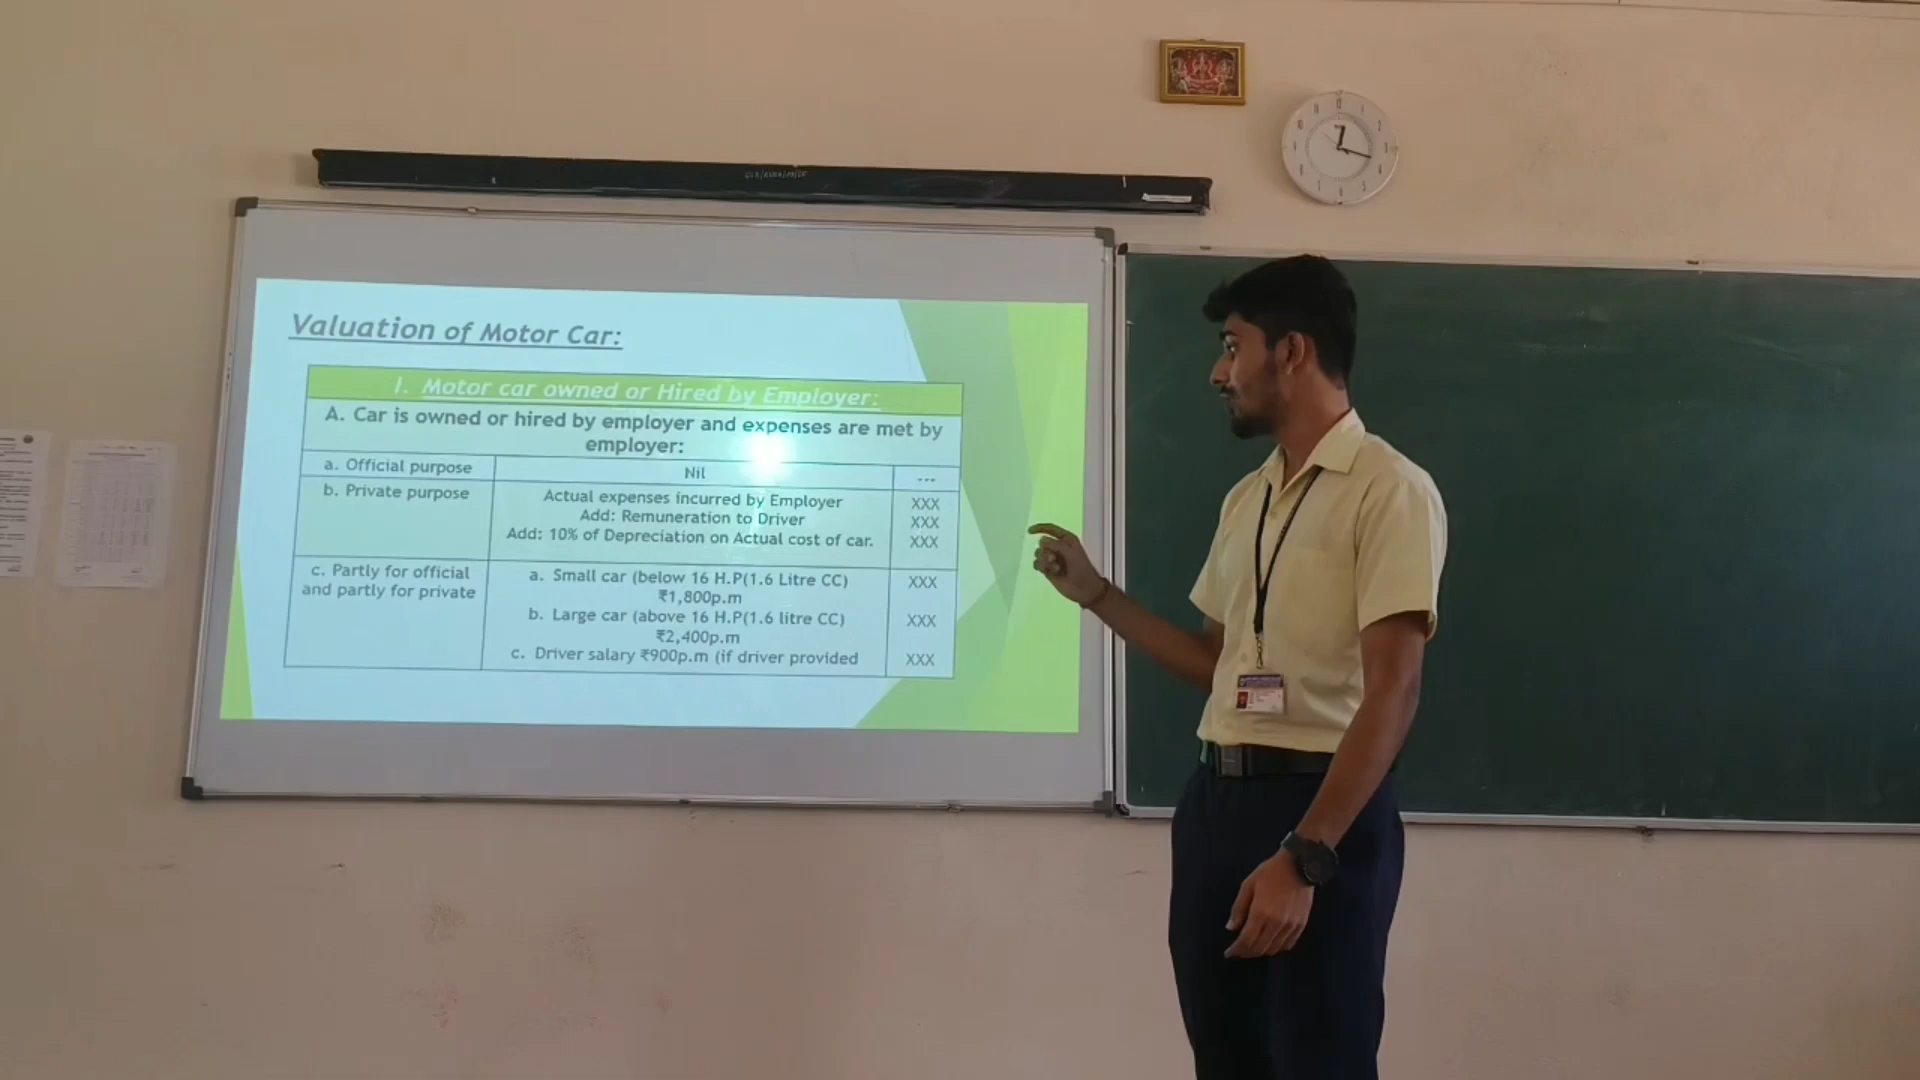 Valuation of Motor Car:
I. Motor car owned or Hired by Employer:
A. Car is owned or hired by employer and expenses are met by
employer:
a. Official purpose Nil ...
b. Private purpose
Actual expenses incurred by Employer XXX
Add: Remuneration to Driver XXX
Add: 10% of Depreciation on Actual cost of car. XXX
c. Partly for official
and partly for private
a. Small car (below 16 H.P(1.6 Litre CC) XXX
₹1,800p.m
b. Large car (above 16 H.P(1.6 litre CC) XXX
₹2,400p.m
c. Driver salary ₹900p.m (if driver provided XXX